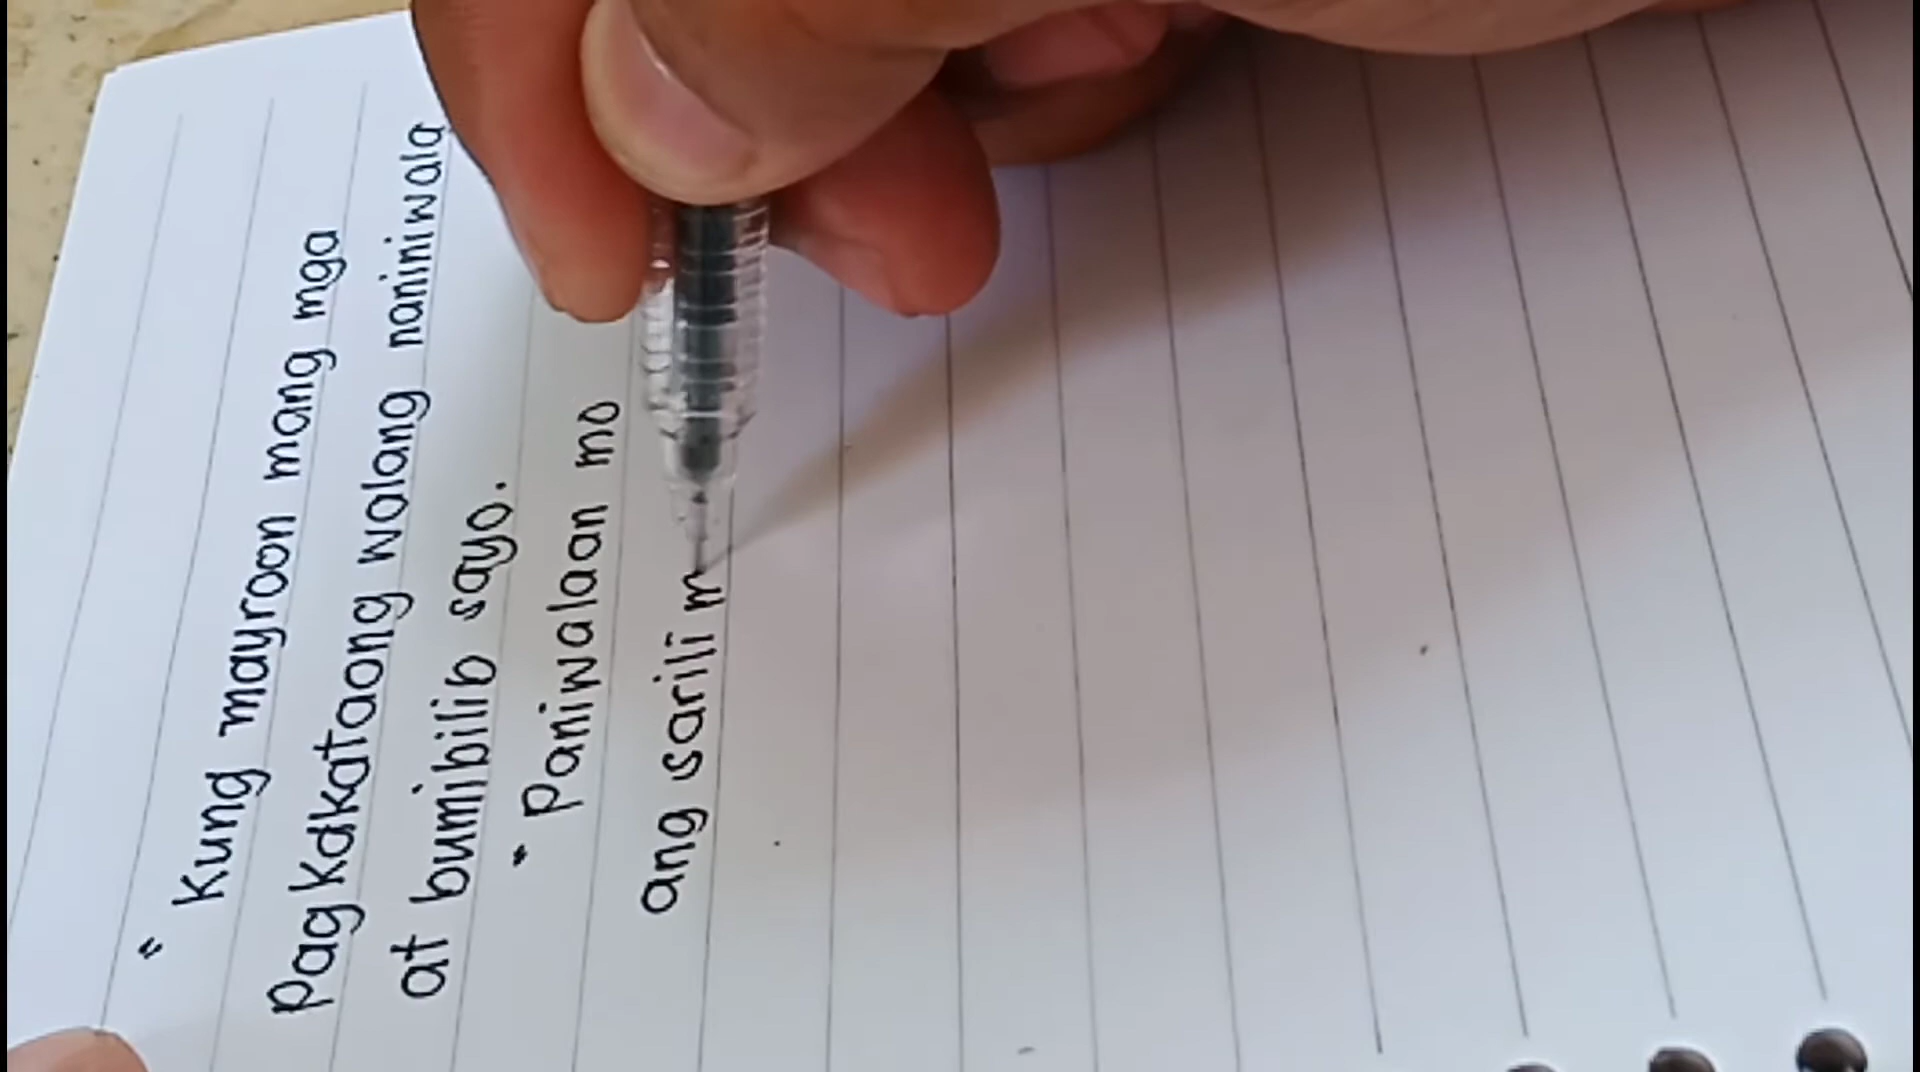 " Kung mayroon mang mga
Pagkakataong walang naniniwala
at bumibilib sayo.
" Paniwalaan mo
ang sarili m